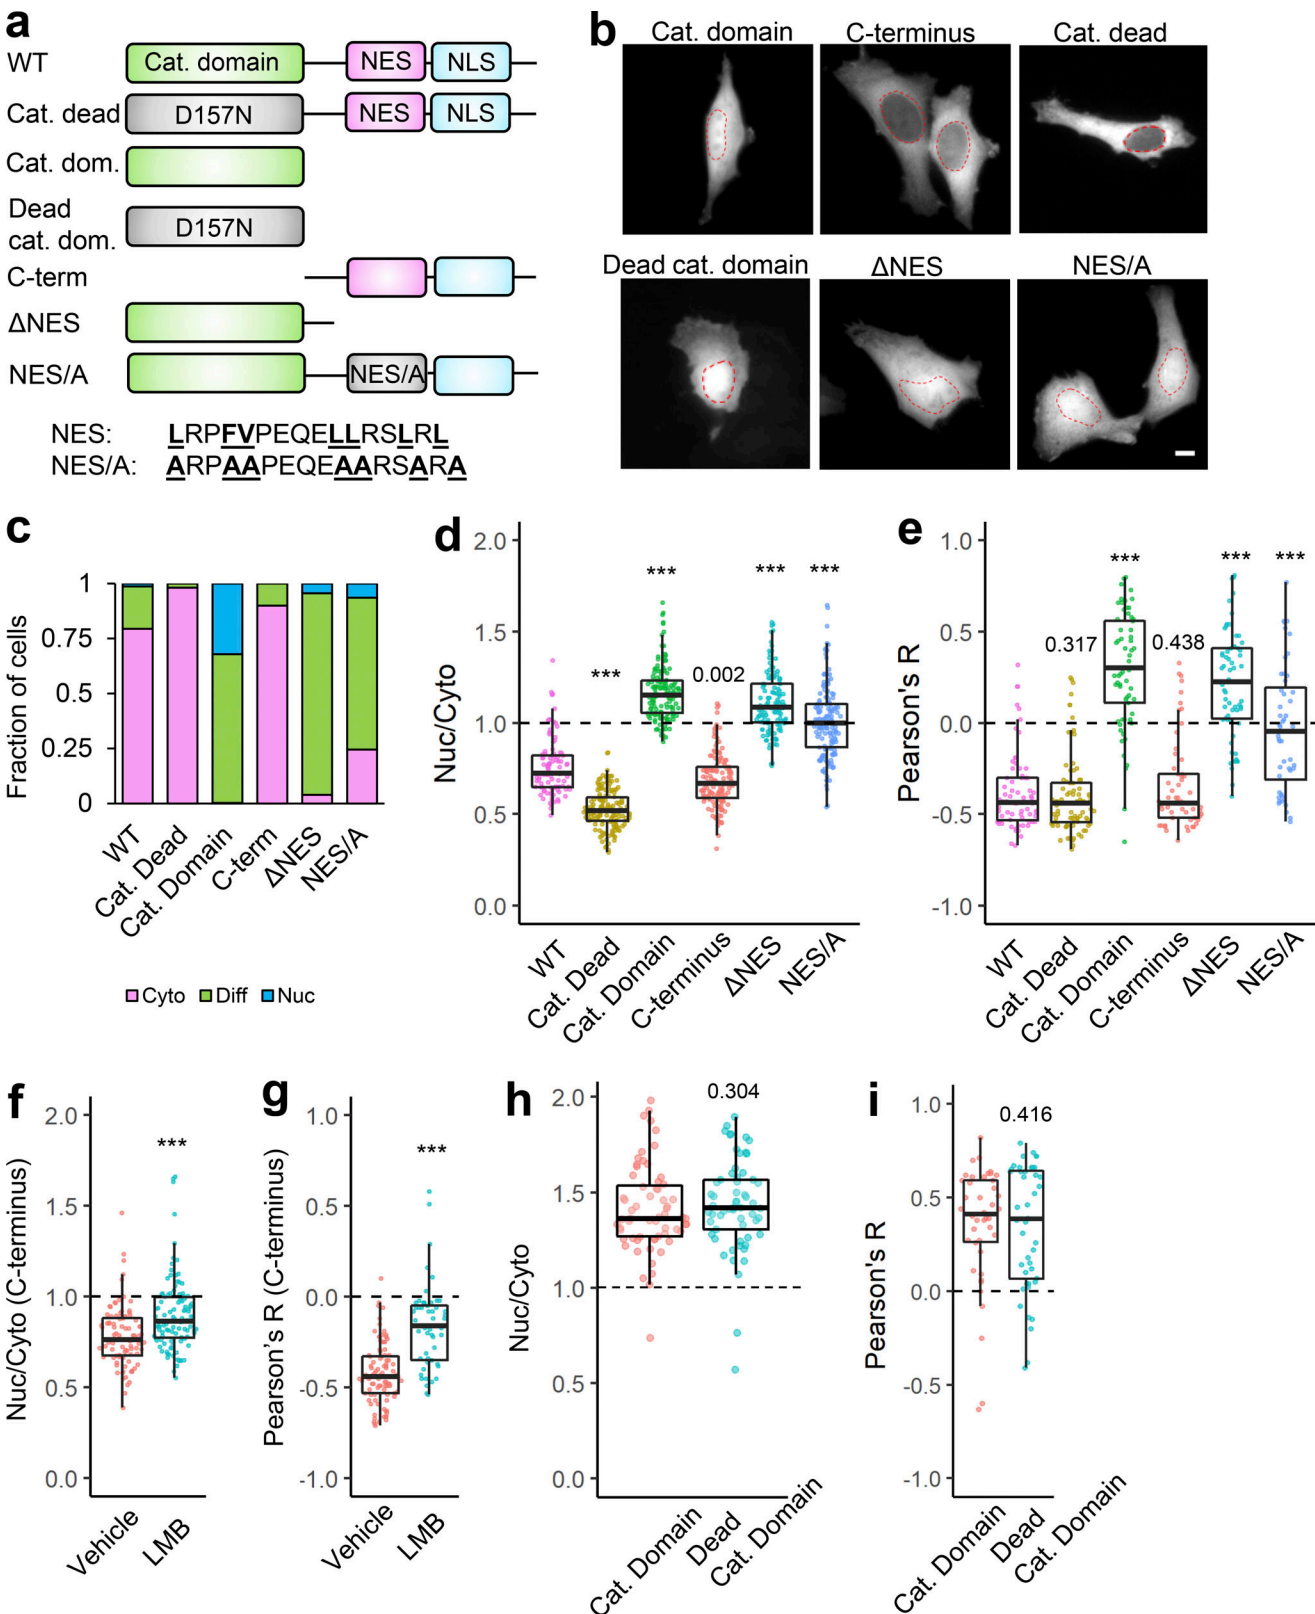 a
WT
Cat. domain
NES
NLS
Cat. dead
D157N
NES
NLS
Cat. dom.
Dead
cat. dom.
D157N
C-term
ΔNES
NES/A
NES/A
NES: LRPFVPEQELLRSLRL
NES/A: ARPAAPEQEAARSARA
b
Cat. domain
C-terminus
Cat. dead
Dead cat. domain
ΔNES
NES/A
c
Fraction of cells
1
0.75
0.5
0.25
0
WT
Cat. Dead
Cat. Domain
C-term
ΔNES
NES/A
Cyto
Diff
Nuc
d
Nuc/Cyto
2.0
1.5
1.0
0.5
0.0
***
***
0.002
***
***
WT
Cat. Dead
Cat. Domain
C-terminus
ΔNES
NES/A
e
Pearson's R
1.0
0.5
0.0
-0.5
-1.0
0.317
***
0.438
***
***
WT
Cat. Dead
Cat. Domain
C-terminus
ΔNES
NES/A
f
Nuc/Cyto (C-terminus)
2.0
1.5
1.0
0.5
0.0
***
Vehicle
LMB
g
Pearson's R (C-terminus)
1.0
0.5
0.0
-0.5
-1.0
***
Vehicle
LMB
h
Nuc/Cyto
2.0
1.5
1.0
0.5
0.0
0.304
Cat. Domain
Dead
Cat. Domain
i
Pearson's R
1.0
0.5
0.0
-0.5
-1.0
0.416
Cat. Domain
Dead
Cat. Domain